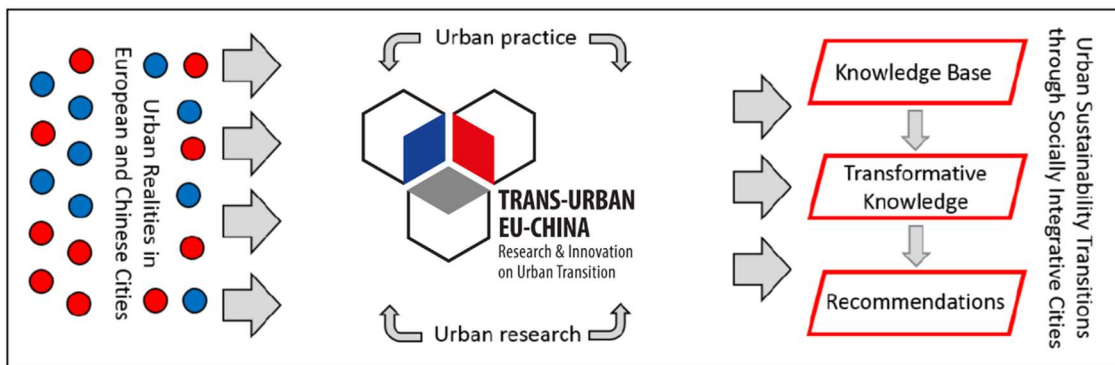 Urban Realities in
European and Chinese Cities
Urban practice
TRANS-URBAN
EU-CHINA
Research & Innovation
on Urban Transition
Urban research
Knowledge Base
Transformative
Knowledge
Recommendations
Urban Sustainability Transitions
through Socially Integrative Cities